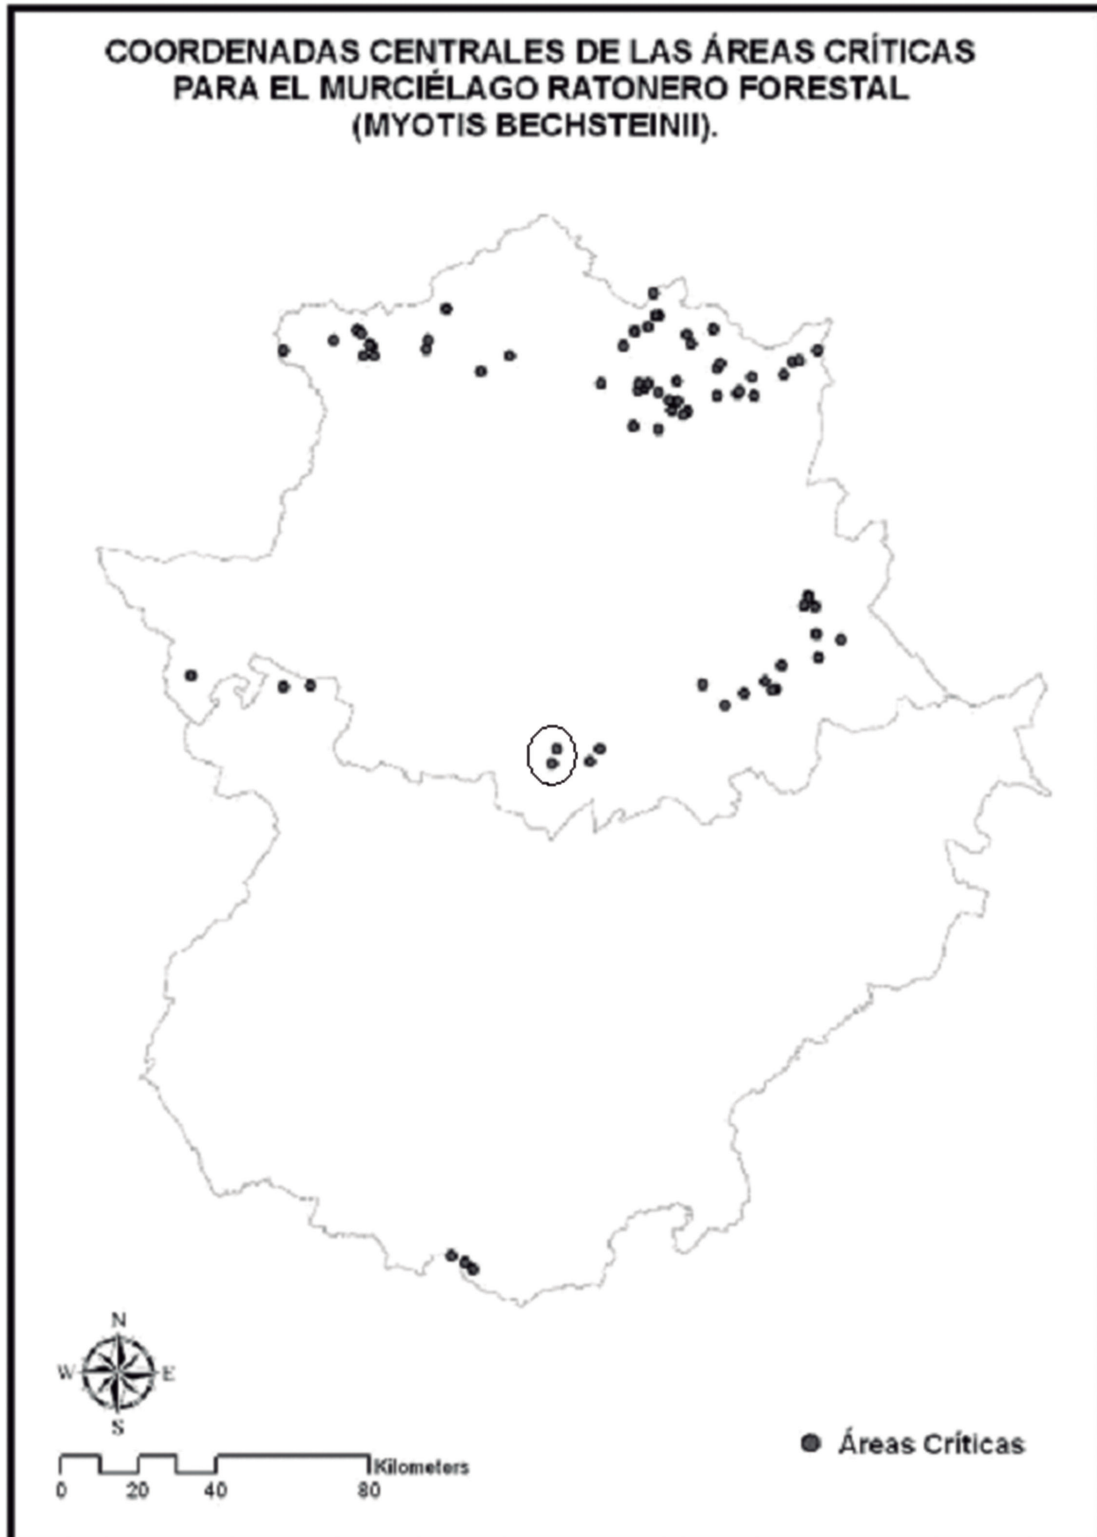 COORDENADAS CENTRALES DE LAS ÁREAS CRÍTICAS
PARA EL MURCIÉLAGO RATONERO FORESTAL
(MYOTIS BECHSTEINII).
N
W E
S
Kilometers
0 20 40 80
Áreas Críticas